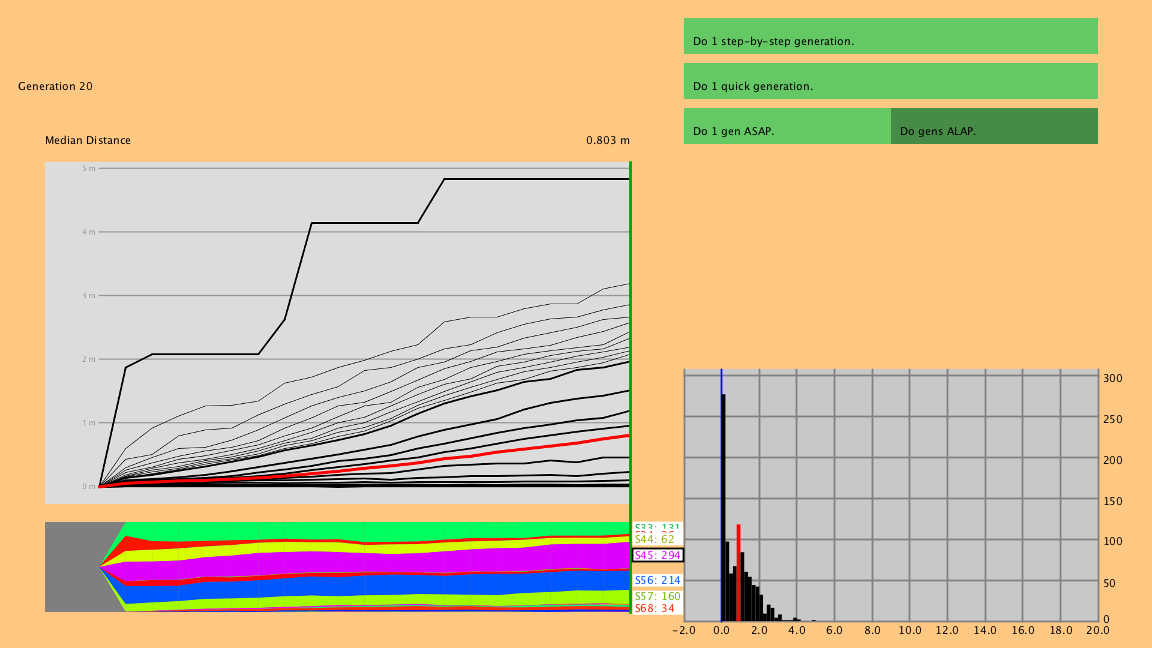 Do 1 step-by-step generation.
Generation 20
Do 1 quick generation.
Do 1 gen ASAP.
Do gens ALAP.
Median Distance
0.803 m
5 m
4 m
3 m
2 m
1 m
0 m
S33: 131
S44: 62
S45: 294
S56: 214
S57: 160
S68: 34
300
250
200
150
100
50
0
-2.0 0.0 2.0 4.0 6.0 8.0 10.0 12.0 14.0 16.0 18.0 20.0